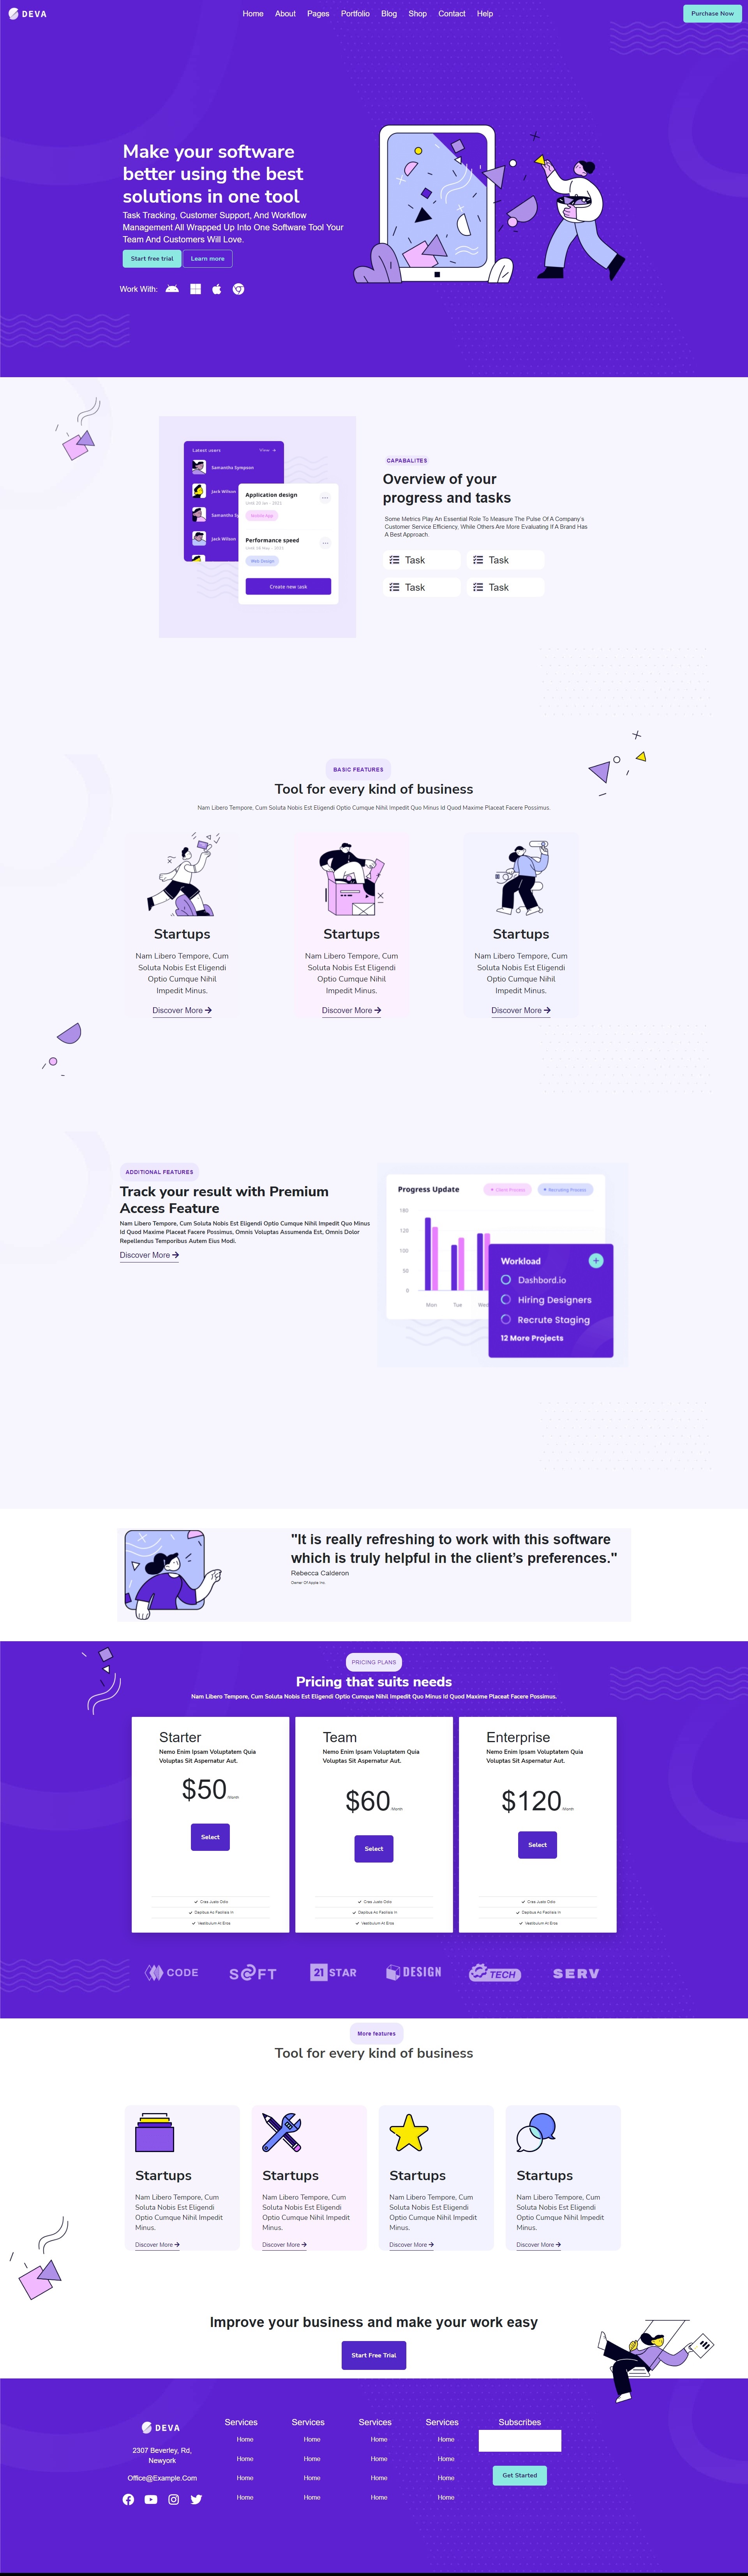 DEVA
Home About Pages Portfolio Blog Shop Contact Help
Purchase Now
Make your software
better using the best
solutions in one tool
Task Tracking, Customer Support, And Workflow
Management All Wrapped Up Into One Software Tool Your
Team And Customers Will Love.
Start free trial
Learn more
Work With:
Latest users
View →
Samantha Sympson
Jack Wilson
Samantha Sy
Jack Wilson
Application design
Until 20 Jan - 2021
Mobile App
Performance speed
Web Design
Create new task
CAPABALITES
Overview of your
progress and tasks
Some Metrics Play An Essential Role To Measure The Pulse Of A Company's
Customer Service Efficiency, While Others Are More Evaluating If A Brand Has
A Best Approach.
Task
Task
Task
Task
BASIC FEATURES
Tool for every kind of business
Nam Libero Tempore, Cum Soluta Nobis Est Eligendi Optio Cumque Nihil Impedit Quo Minus Id Quod Maxime Placeat Facere Possimus.
Startups
Nam Libero Tempore, Cum
Soluta Nobis Est Eligendi
Optio Cumque Nihil
Impedit Minus.
Discover More
Startups
Nam Libero Tempore, Cum
Soluta Nobis Est Eligendi
Optio Cumque Nihil
Impedit Minus.
Discover More
Startups
Nam Libero Tempore, Cum
Soluta Nobis Est Eligendi
Optio Cumque Nihil
Impedit Minus.
Discover More
ADDITIONAL FEATURES
Track your result with Premium
Access Feature
Nam Libero Tempore, Cum Soluta Nobis Est Eligendi Optio Cumque Nihil Impedit Quo Minus
Id Quod Maxime Placeat Facere Possimus, Omnis Voluptas Assumenda Est, Omnis Dolor
Repellendus Temporibus Autem Eius Modi.
Discover More
Progress Update
Client Process
Recruting Process
Mon
Tue
Wed
Workload
Dashbord.io
Hiring Designers
Recrute Staging
12 More Projects
"It is really refreshing to work with this software
which is truly helpful in the client's preferences."
Rebecca Calderon
Owner Of Apple Inc.
PRICING PLANS
Pricing that suits needs
Nam Libero Tempore, Cum Soluta Nobis Est Eligendi Optio Cumque Nihil Impedit Quo Minus Id Quod Maxime Placeat Facere Possimus.
Starter
Nemo Enim Ipsam Voluptatem Quia
Voluptas Sit Aspernatur Aut.
$50/Month
Select
Cras Justo Odio
Dapibus Ac Facilisis In
Vestibulum At Eros
Team
Nemo Enim Ipsam Voluptatem Quia
Voluptas Sit Aspernatur Aut.
$60/Month
Select
Cras Justo Odio
Dapibus Ac Facilisis In
Vestibulum At Eros
Enterprise
Nemo Enim Ipsam Voluptatem Quia
Voluptas Sit Aspernatur Aut.
$120/Month
Select
Cras Justo Odio
Dapibus Ac Facilisis In
Vestibulum At Eros
CODE
SOFT
21 STAR
DESIGN
TECH
SERV
More features
Tool for every kind of business
Startups
Nam Libero Tempore, Cum
Soluta Nobis Est Eligendi
Optio Cumque Nihil Impedit
Minus.
Discover More
Startups
Nam Libero Tempore, Cum
Soluta Nobis Est Eligendi
Optio Cumque Nihil Impedit
Minus.
Discover More
Startups
Nam Libero Tempore, Cum
Soluta Nobis Est Eligendi
Optio Cumque Nihil Impedit
Minus.
Discover More
Startups
Nam Libero Tempore, Cum
Soluta Nobis Est Eligendi
Optio Cumque Nihil Impedit
Minus.
Discover More
Improve your business and make your work easy
Start Free Trial
DEVA
2307 Beverley, Rd,
Newyork
Office@Example.Com
Services
Home
Home
Home
Home
Services
Home
Home
Home
Home
Services
Home
Home
Home
Home
Services
Home
Home
Home
Home
Subscribes
Get Started